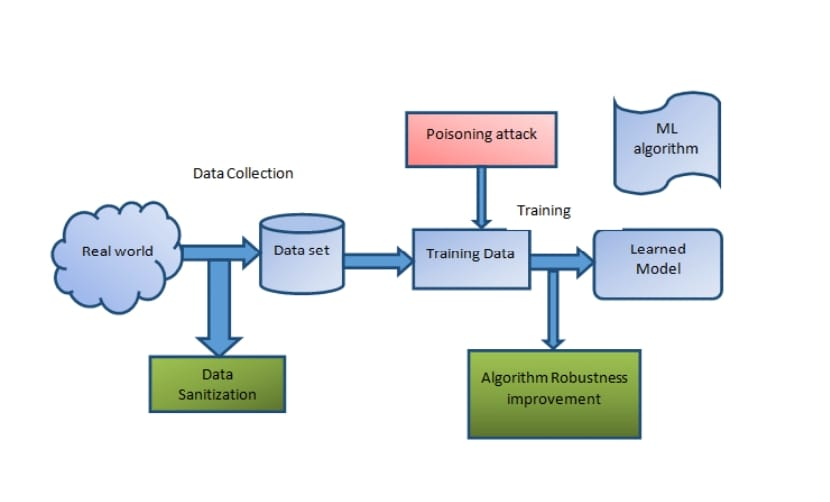 Poisoning attack
ML
algorithm
Data Collection
Training
Real world
Data set
Training Data
Learned
Model
Data
Sanitization
Algorithm Robustness
improvement